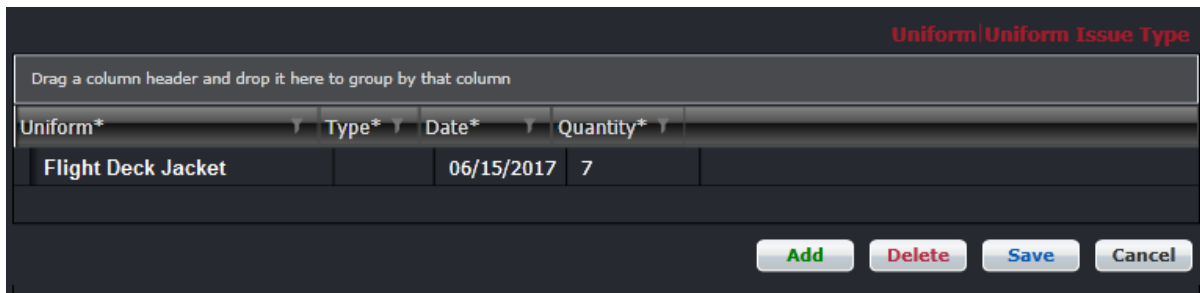 Uniform|Uniform Issue Type
Drag a column header and drop it here to group by that column
Uniform* Type* Date* Quantity*
Flight Deck Jacket 06/15/2017 7
Add Delete Save Cancel